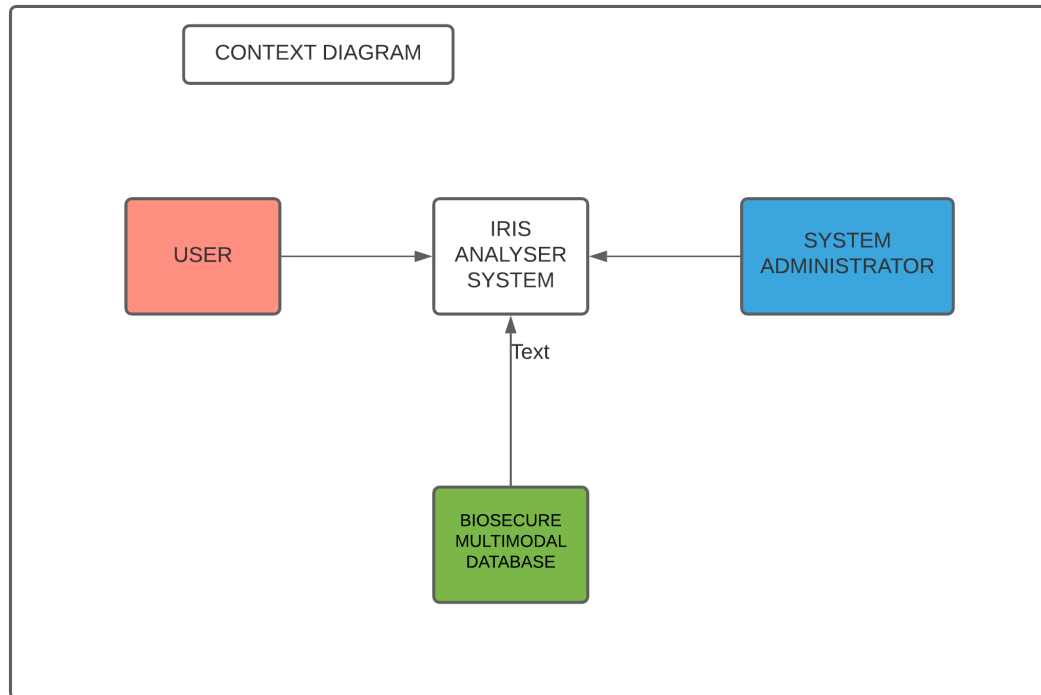 CONTEXT DIAGRAM
USER
IRIS
ANALYSER
SYSTEM
SYSTEM
ADMINISTRATOR
Text
BIOSECURE
MULTIMODAL
DATABASE